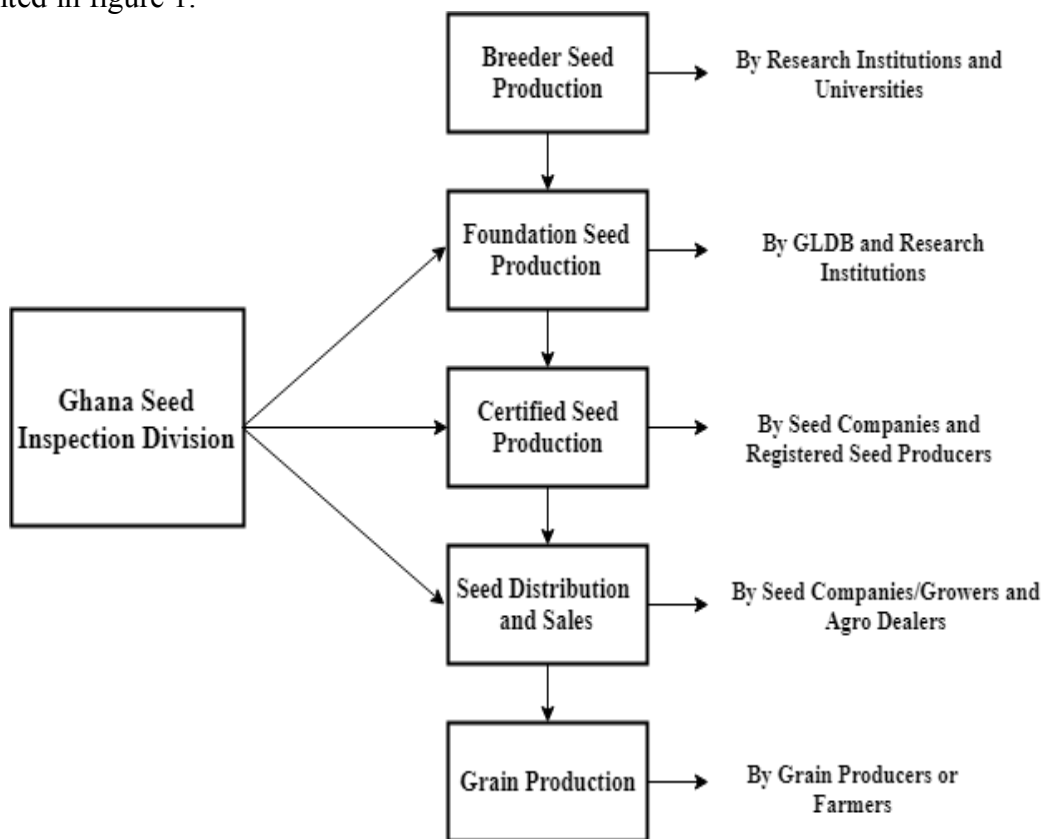 ited in figure 1.
Breeder Seed
Production
By Research Institutions and
Universities
Foundation Seed
Production
By GLDB and Research
Institutions
Ghana Seed
Inspection Division
Certified Seed
Production
By Seed Companies and
Registered Seed Producers
Seed Distribution
and Sales
By Seed Companies/Growers and
Agro Dealers
Grain Production
By Grain Producers or
Farmers